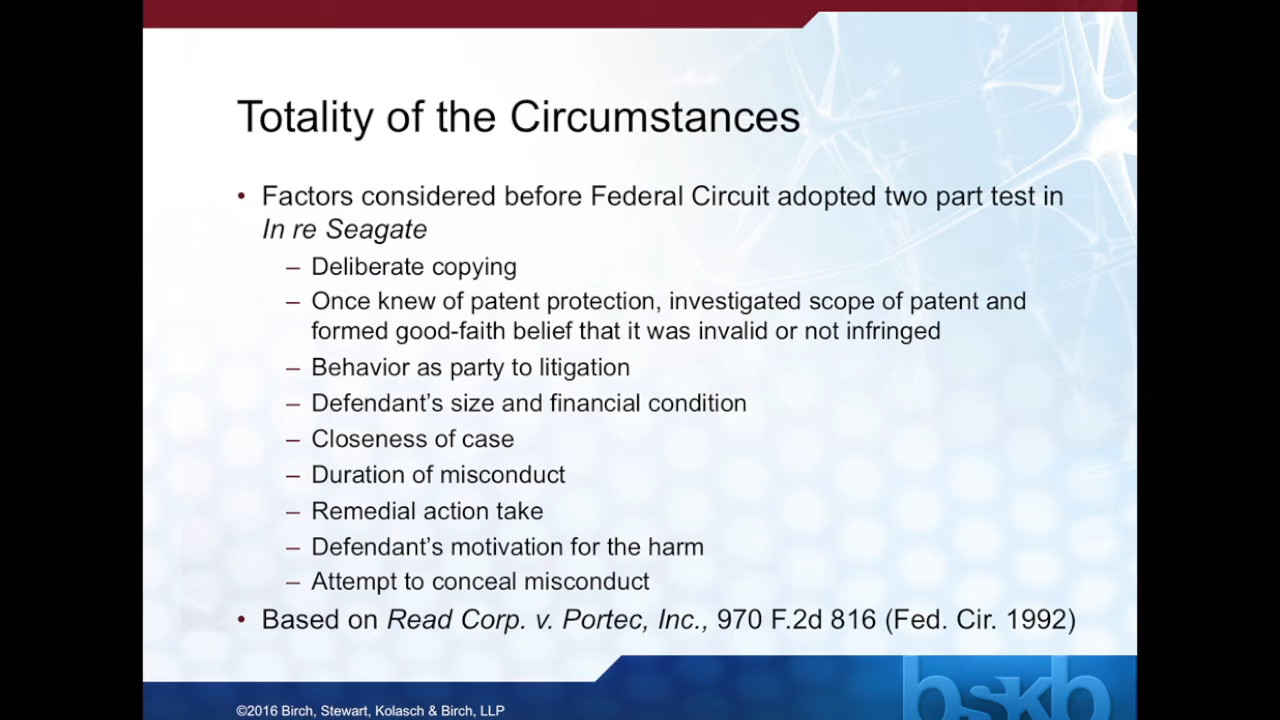 Totality of the Circumstances
• Factors considered before Federal Circuit adopted two part test in
In re Seagate
– Deliberate copying
– Once knew of patent protection, investigated scope of patent and
formed good-faith belief that it was invalid or not infringed
– Behavior as party to litigation
– Defendant’s size and financial condition
– Closeness of case
– Duration of misconduct
– Remedial action take
– Defendant’s motivation for the harm
– Attempt to conceal misconduct
• Based on Read Corp. v. Portec, Inc., 970 F.2d 816 (Fed. Cir. 1992)
©2016 Birch, Stewart, Kolasch & Birch, LLP
bskb